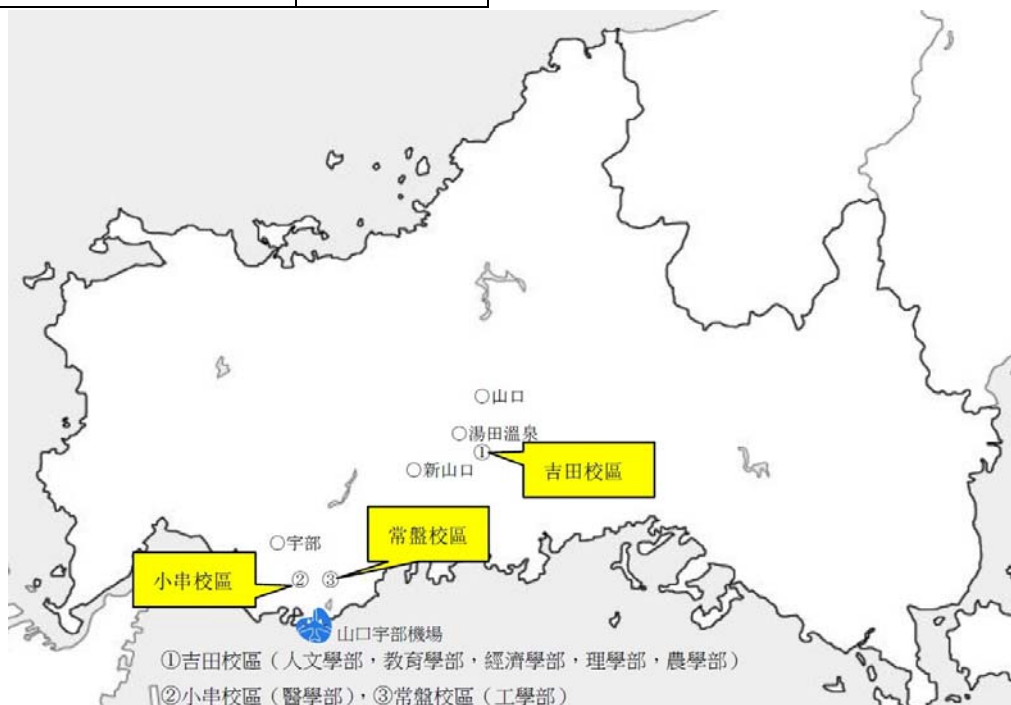 ○山口
○湯田溫泉
①
吉田校區
○新山口
常盤校區
○宇部
小串校區
② ③
山口宇部機場
①吉田校區（人文學部，教育學部，經濟學部，理學部，農學部）
②小串校區（醫學部），③常盤校區（工學部）